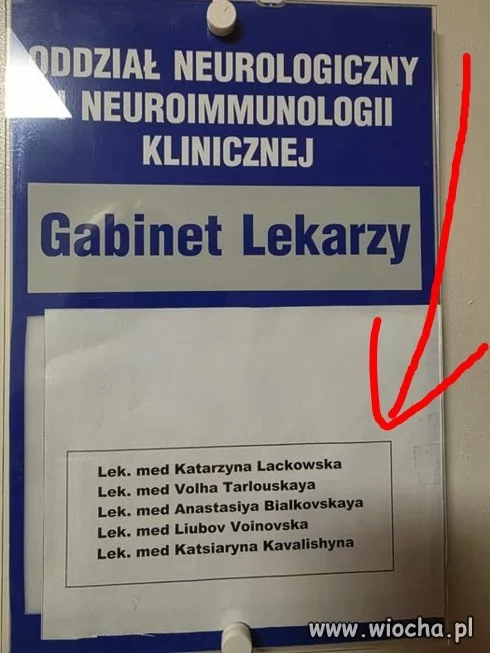 ODDZIAŁ NEUROLOGICZNY
I NEUROIMMUNOLOGII
KLINICZNEJ
Gabinet Lekarzy
Lek. med Katarzyna Lackowska
Lek. med Volha Tarlouskaya
Lek. med Anastasiya Bialkovskaya
Lek. med Liubov Voinovska
Lek. med Katsiaryna Kavalishyna
www.wiocha.pl